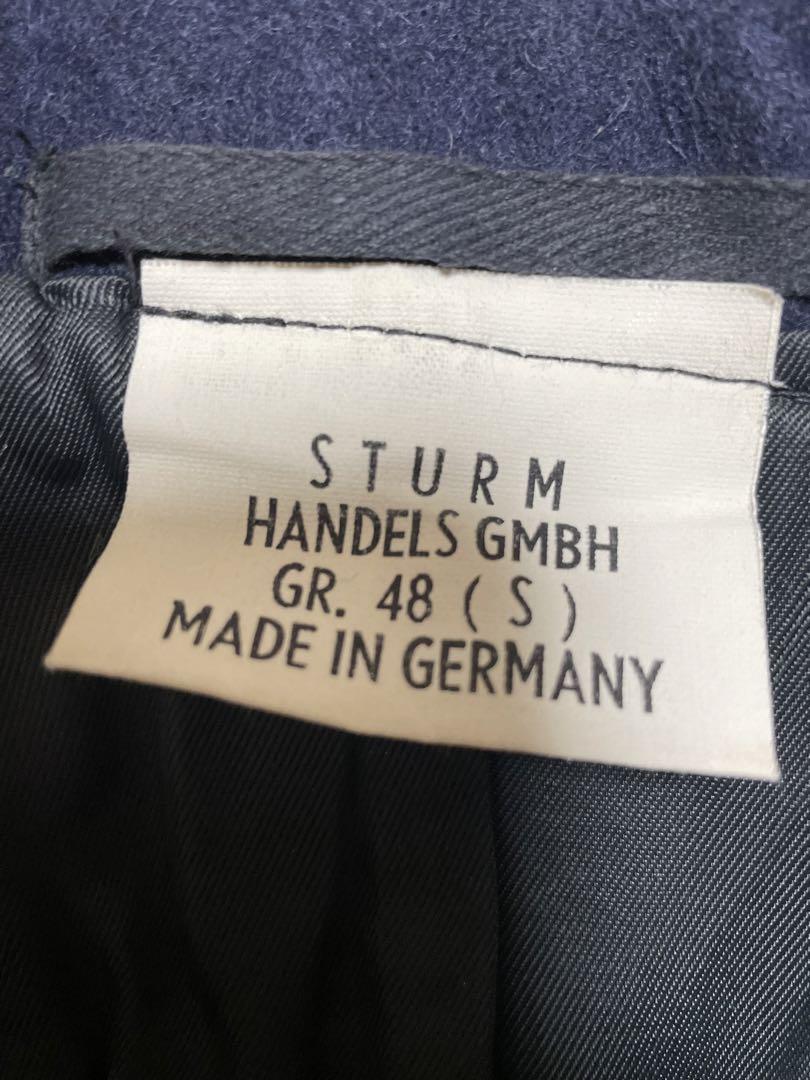 STURM
HANDELS GMBH
GR. 48 (S)
MADE IN GERMANY